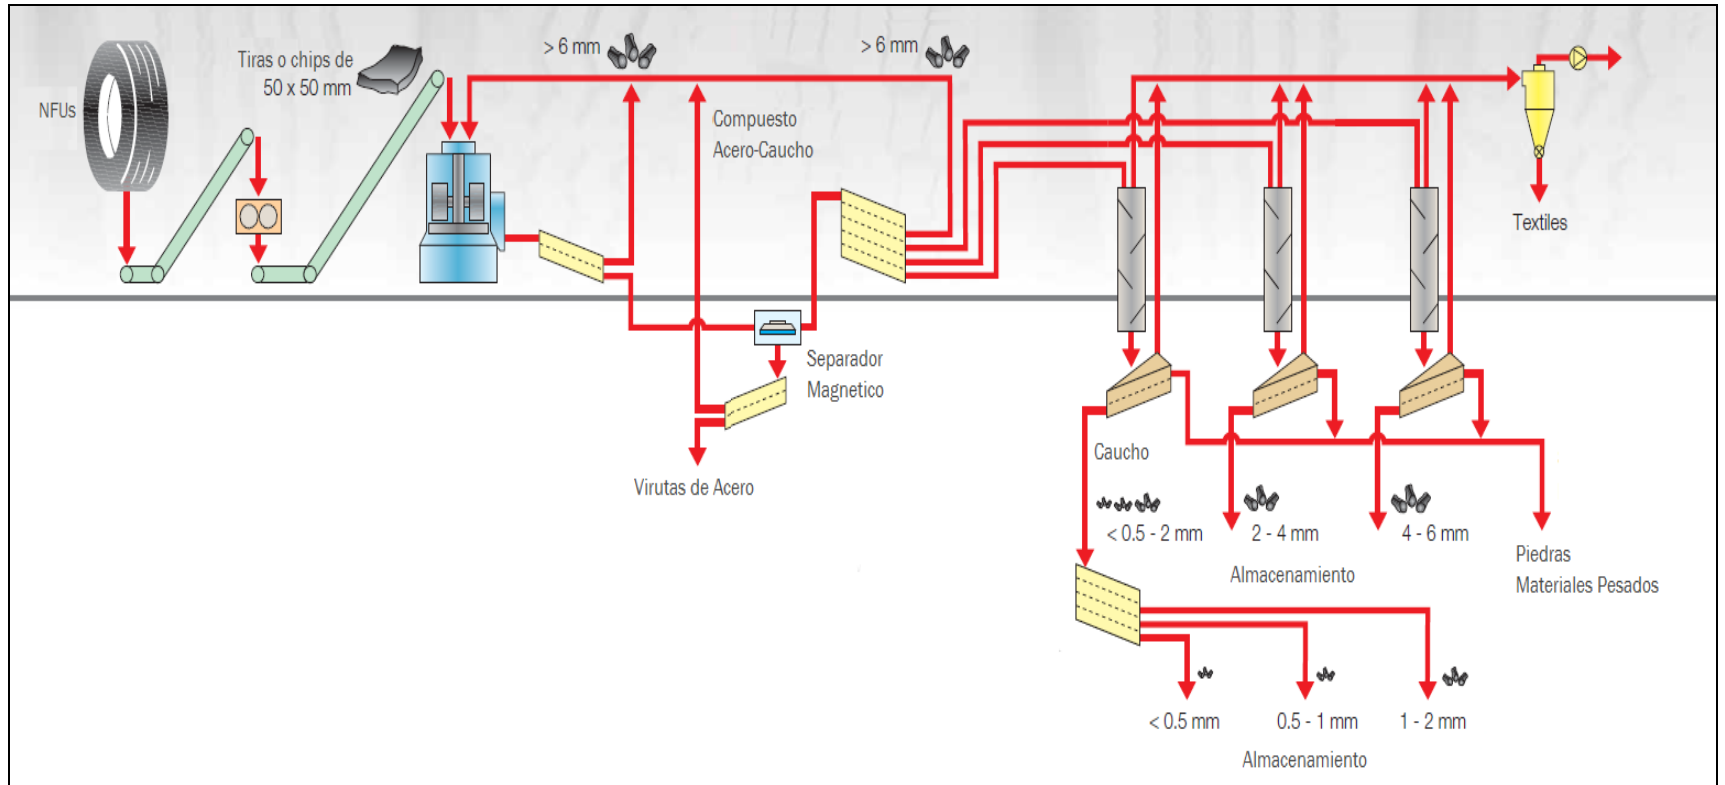 NFUs
Tiras o chips de
50 x 50 mm
> 6 mm
> 6 mm
Compuesto
Acero-Caucho
Textiles
Separador
Magnetico
Virutas de Acero
Caucho
< 0.5 - 2 mm
2 - 4 mm
4 - 6 mm
Almacenamiento
Piedras
Materiales Pesados
< 0.5 mm
0.5 - 1 mm
1 - 2 mm
Almacenamiento